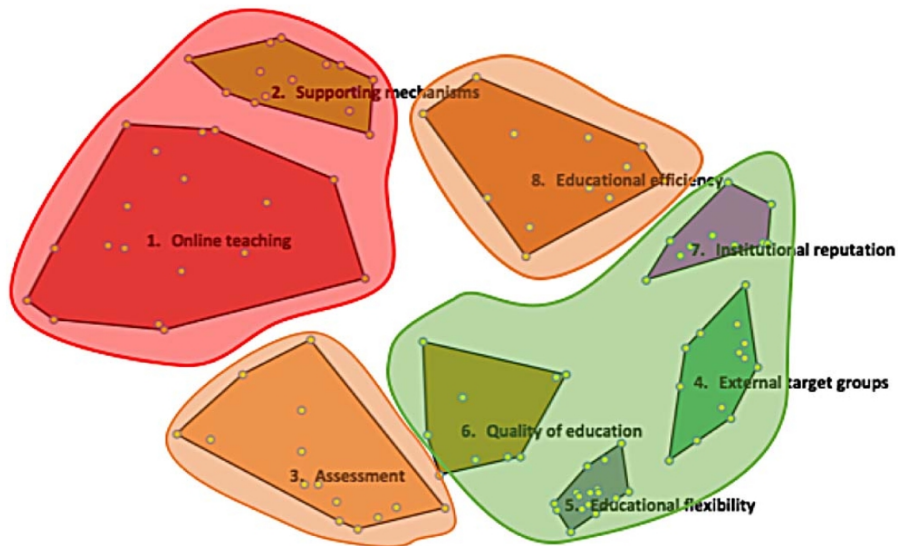 2. Supporting mechanisms
8. Educational efficiency
1. Online teaching
7. Institutional reputation
4. External target groups
6. Quality of education
3. Assessment
5. Educational flexibility